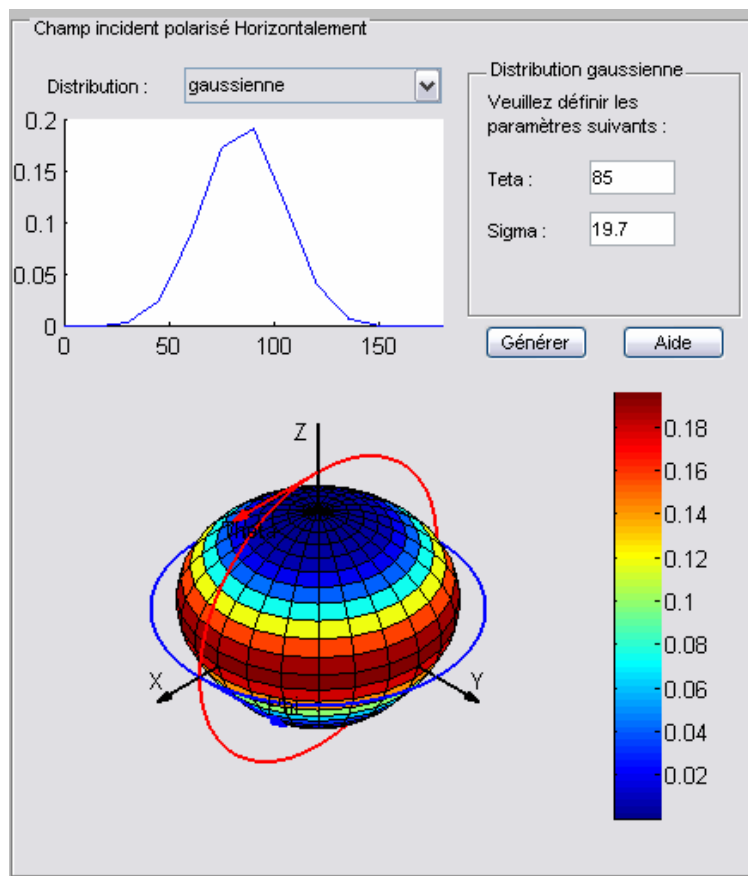 Champ incident polarisé Horizontalement
Distribution :
gaussienne
0.2
0.15
0.1
0.05
0
0
50
100
150
Distribution gaussienne
Veuillez définir les
paramètres suivants :
Teta :
85
Sigma :
19.7
Générer
Aide
Z
Theta
X
Y
0.18
0.16
0.14
0.12
0.1
0.08
0.06
0.04
0.02